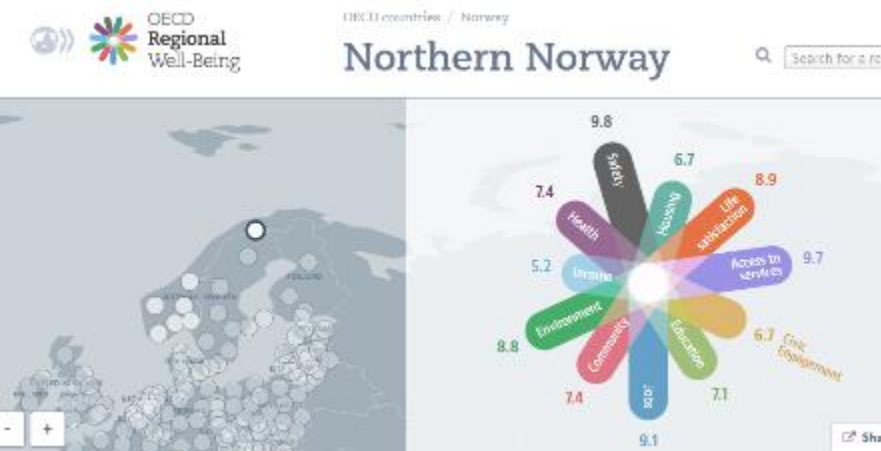 OECD
Regional
Well-Being
OECD countries / Norway
Northern Norway
Search for a re
9.8
Safety
6.7
Housing
8.9
Life
satisfaction
9.7
Access to
services
6.7
Civic
Engagement
7.1
Education
9.1
Jobs
7.4
Community
8.8
Environment
5.2
Income
7.4
Health
- +
Sha